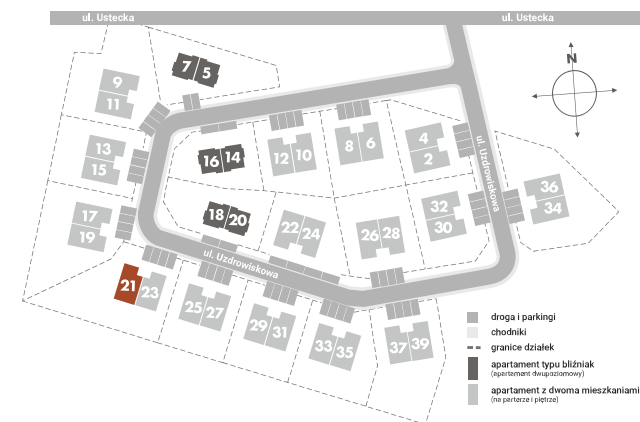 ul. Ustecka
ul. Ustecka
7 5
9
11
N
13
15
16 14
12 10
8 6
4
2
ul. Uzdrowiskowa
36
34
17
19
18 20
22 24
26 28
32
30
ul. Uzdrowiskowa
21 23
25 27
29 31
33 35
37 39
droga i parkingi
chodniki
granice działek
apartament typu bliźniak
(apartament dwupoziomowy)
apartament z dwoma mieszkaniami
(na parterze i piętrze)